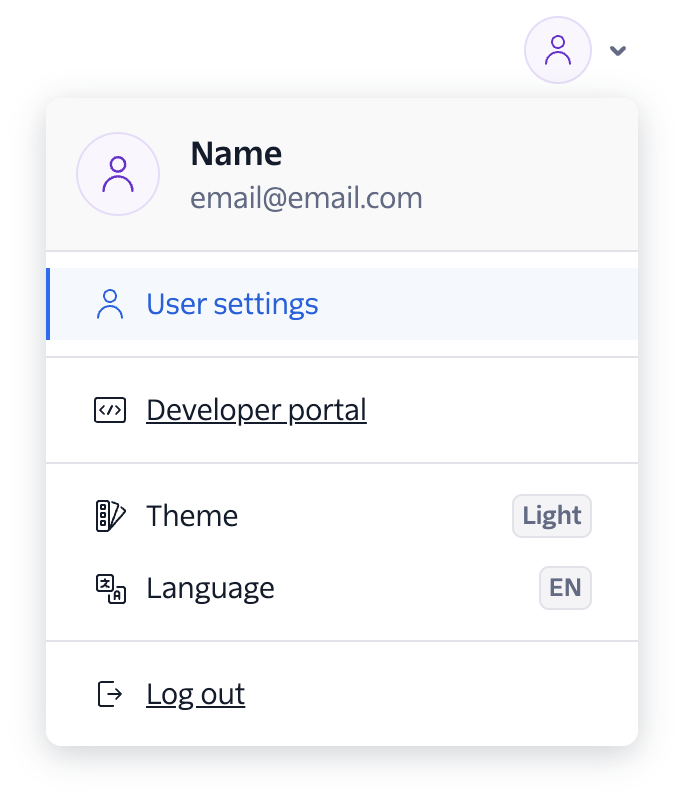 Name
email@email.com
User settings
Developer portal
Theme Light
Language EN
Log out